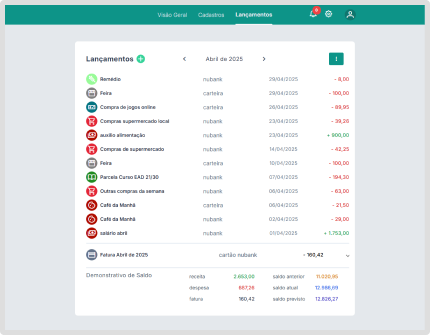 Visão Geral Cadastros Lançamentos 6
Lançamentos Abril de 2025
Remédio nubank 29/04/2025 - 8,00
Feira carteira 29/04/2025 - 100,00
Compra de jogos online carteira 26/04/2025 - 89,95
Compras supermercado local nubank 23/04/2025 - 39,26
auxílio alimentação nubank 23/04/2025 + 900,00
Compras de supermercado nubank 14/04/2025 - 42,25
Feira carteira 10/04/2025 - 100,00
Parcela Curso EAD 21/30 nubank 07/04/2025 - 194,30
Outras compras da semana nubank 06/04/2025 - 63,00
Café da Manhã carteira 06/04/2025 - 21,50
Café da Manhã nubank 02/04/2025 - 29,00
salário abril nubank 01/04/2025 + 1.753,00
Fatura Abril de 2025 cartão nubank - 160,42
Demonstrativo de Saldo receita 2.653,00 saldo anterior 11.020,95
despesa 687,26 saldo atual 12.986,69
fatura 160,42 saldo previsto 12.826,27